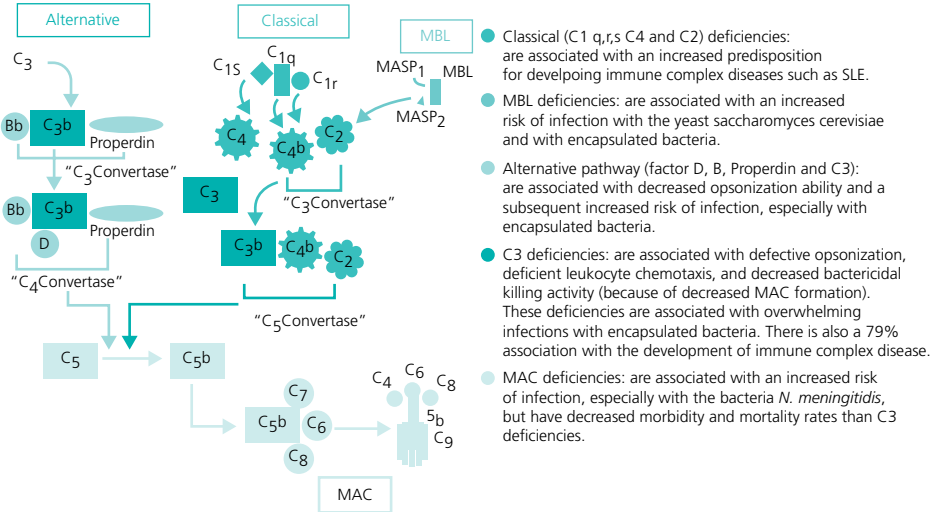 Alternative
Classical
MBL
C3
Bb
C3b
Properdin
"C3Convertase"
Bb
C3b
Properdin
D
"C4Convertase"
C1S
C1q
C1r
MASP1
MBL
MASP2
C4
C4b
C2
C3
"C3Convertase"
C3b
C4b
C2
"C5Convertase"
C5
C5b
C7
C5b
C6
C8
C4
C6
C8
5b
C9
MAC
Classical (C1 q,r,s C4 and C2) deficiencies:
are associated with an increased predisposition
for develpoing immune complex diseases such as SLE.
MBL deficiencies: are associated with an increased
risk of infection with the yeast saccharomyces cerevisiae
and with encapsulated bacteria.
Alternative pathway (factor D, B, Properdin and C3):
are associated with decreased opsonization ability and a
subsequent increased risk of infection, especially with
encapsulated bacteria.
C3 deficiencies: are associated with defective opsonization,
deficient leukocyte chemotaxis, and decreased bactericidal
killing activity (because of decreased MAC formation).
These deficiencies are associated with overwhelming
infections with encapsulated bacteria. There is also a 79%
association with the development of immune complex disease.
MAC deficiencies: are associated with an increased risk
of infection, especially with the bacteria N. meningitidis,
but have decreased morbidity and mortality rates than C3
deficiencies.